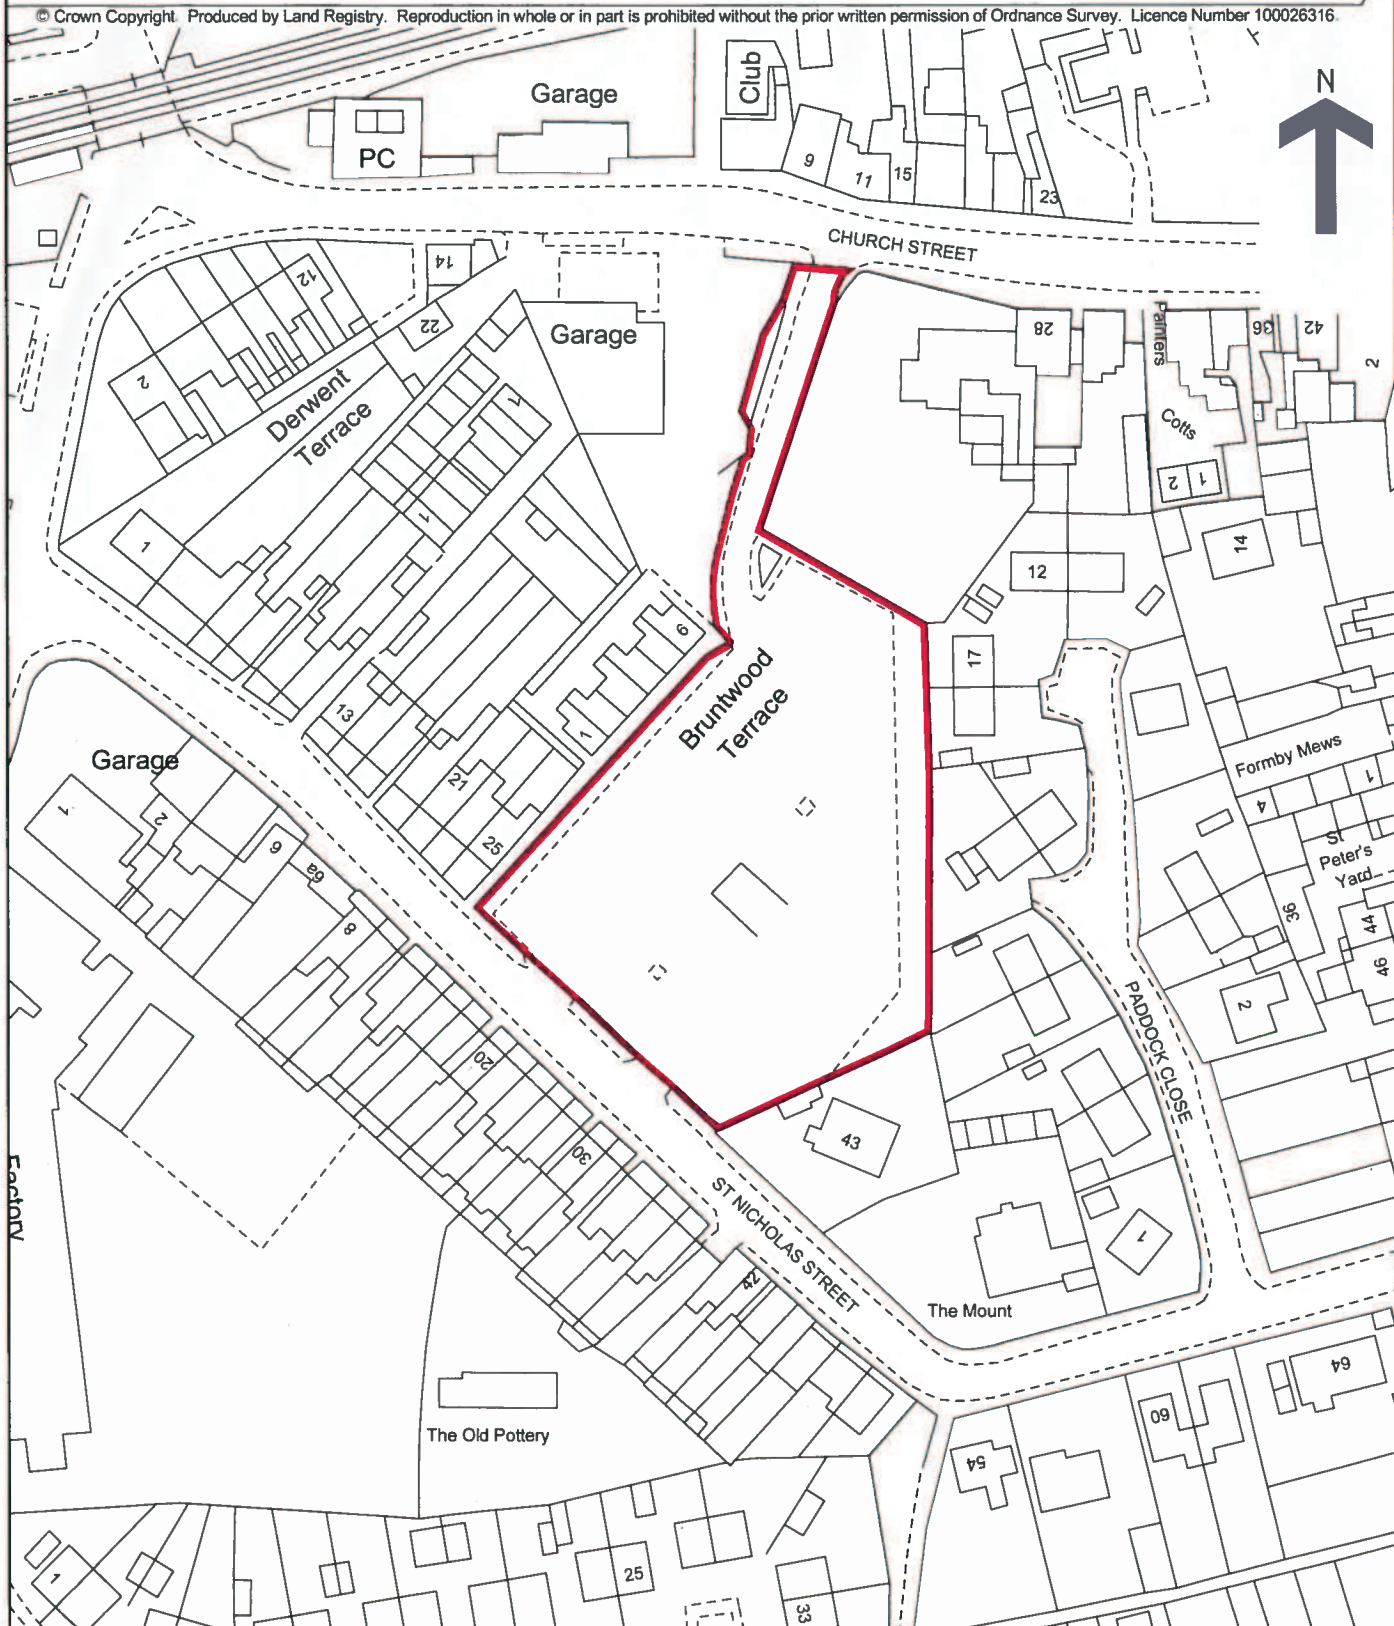 © Crown Copyright. Produced by Land Registry. Reproduction in whole or in part is prohibited without the prior written permission of Ordnance Survey. Licence Number 100026316.
N
Garage
Club
PC
9
11
15
23
CHURCH STREET
14
12
22
Garage
28
Painters
Cotts
36
42
2
2
Derwent
Terrace
7
1
2
1
1
14
12
17
6
13
1
21
25
Bruntwood
Terrace
Garage
1
2
6
6a
8
Formby Mews
1
4
St
Peter's
Yard
36
44
46
2
20
30
42
PADDOCK CLOSE
43
ST NICHOLAS STREET
1
The Mount
Factory
The Old Pottery
64
60
54
1
25
33